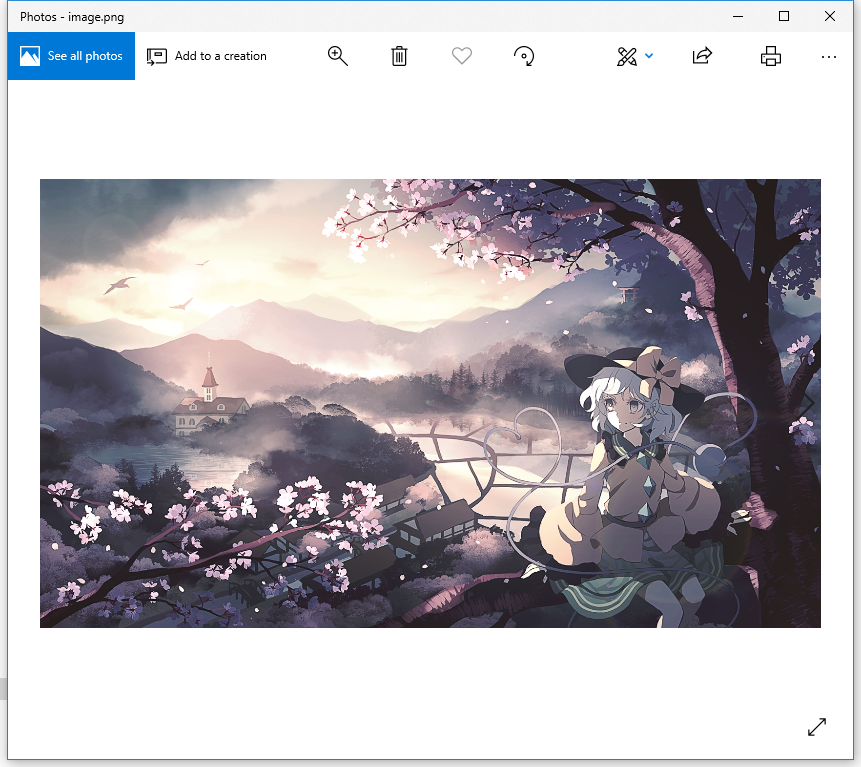 Photos - image.png
See all photos
Add to a creation